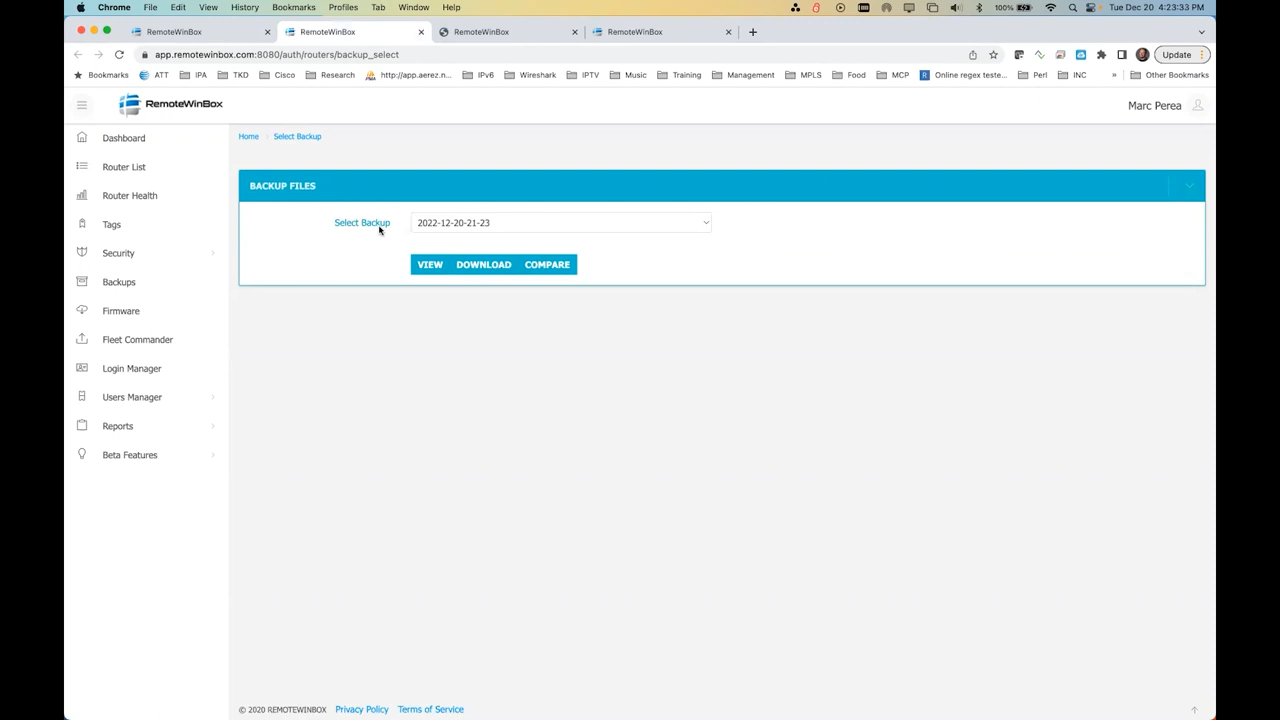 Chrome File Edit View History Bookmarks Profiles Tab Window Help 100% Tue Dec 20 4:23:33 PM
RemoteWinBox RemoteWinBox RemoteWinBox RemoteWinBox
app.remotewinbox.com:8080/auth/routers/backup_select Update
Bookmarks ATT IPA TKD Cisco Research http://app.aerez.n... IPv6 Wireshark IPTV Music Training Management MPLS Food MCP Online regex teste... Perl INC » Other Bookmarks
RemoteWinBox Marc Perea
Dashboard
Router List
Router Health
Tags
Security
Backups
Firmware
Fleet Commander
Login Manager
Users Manager
Reports
Beta Features
Home Select Backup
BACKUP FILES
Select Backup 2022-12-20-21-23
VIEW DOWNLOAD COMPARE
© 2020 REMOTEWINBOX Privacy Policy Terms of Service